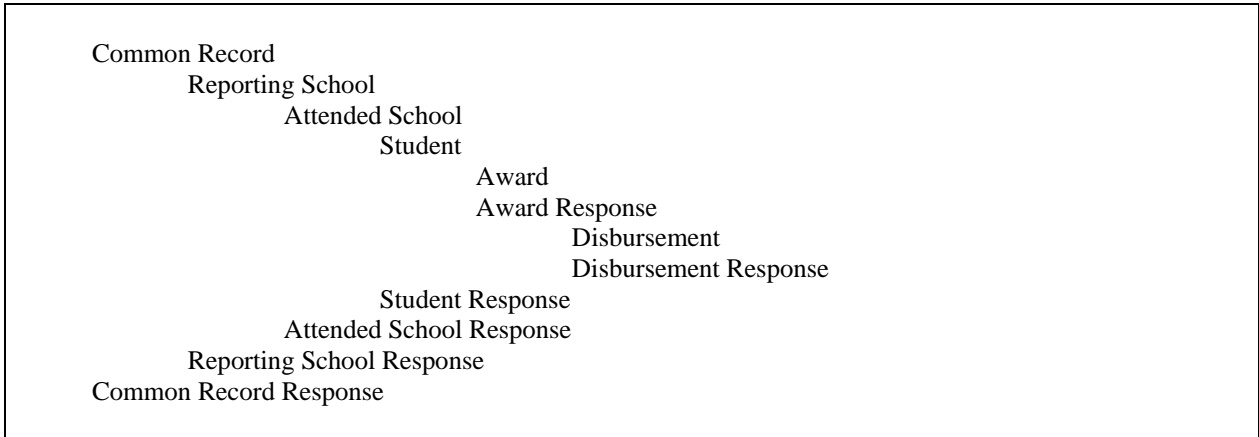 Common Record
Reporting School
Attended School
Student
Award
Award Response
Disbursement
Disbursement Response
Student Response
Attended School Response
Reporting School Response
Common Record Response